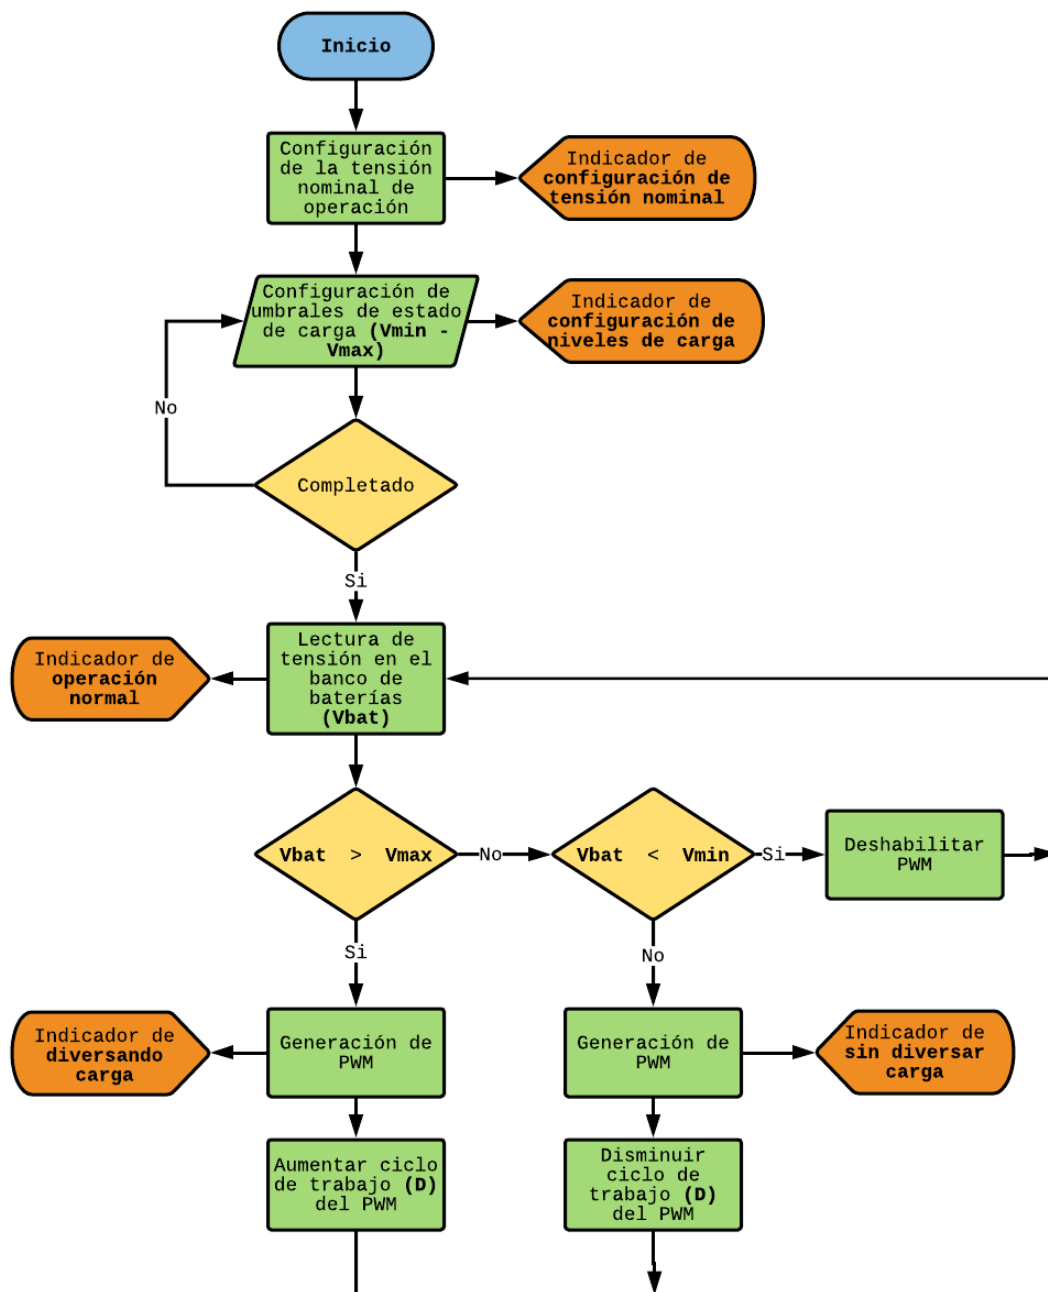 Inicio
Configuración
de la tensión
nominal de
operación
Indicador de
configuración de
tensión nominal
Configuración de
umbrales de estado
de carga (Vmin -
Vmax)
Indicador de
configuración de
niveles de carga
No
Completado
Si
Lectura de
tensión en el
banco de
baterías
(Vbat)
Indicador de
operación
normal
Vbat > Vmax
No
Vbat < Vmin
Si
Deshabilitar
PWM
Si
No
Indicador de
diversando
carga
Generación de
PWM
Generación de
PWM
Indicador de
sin diversar
carga
Aumentar ciclo
de trabajo (D)
del PWM
Disminuir
ciclo de
trabajo (D)
del PWM